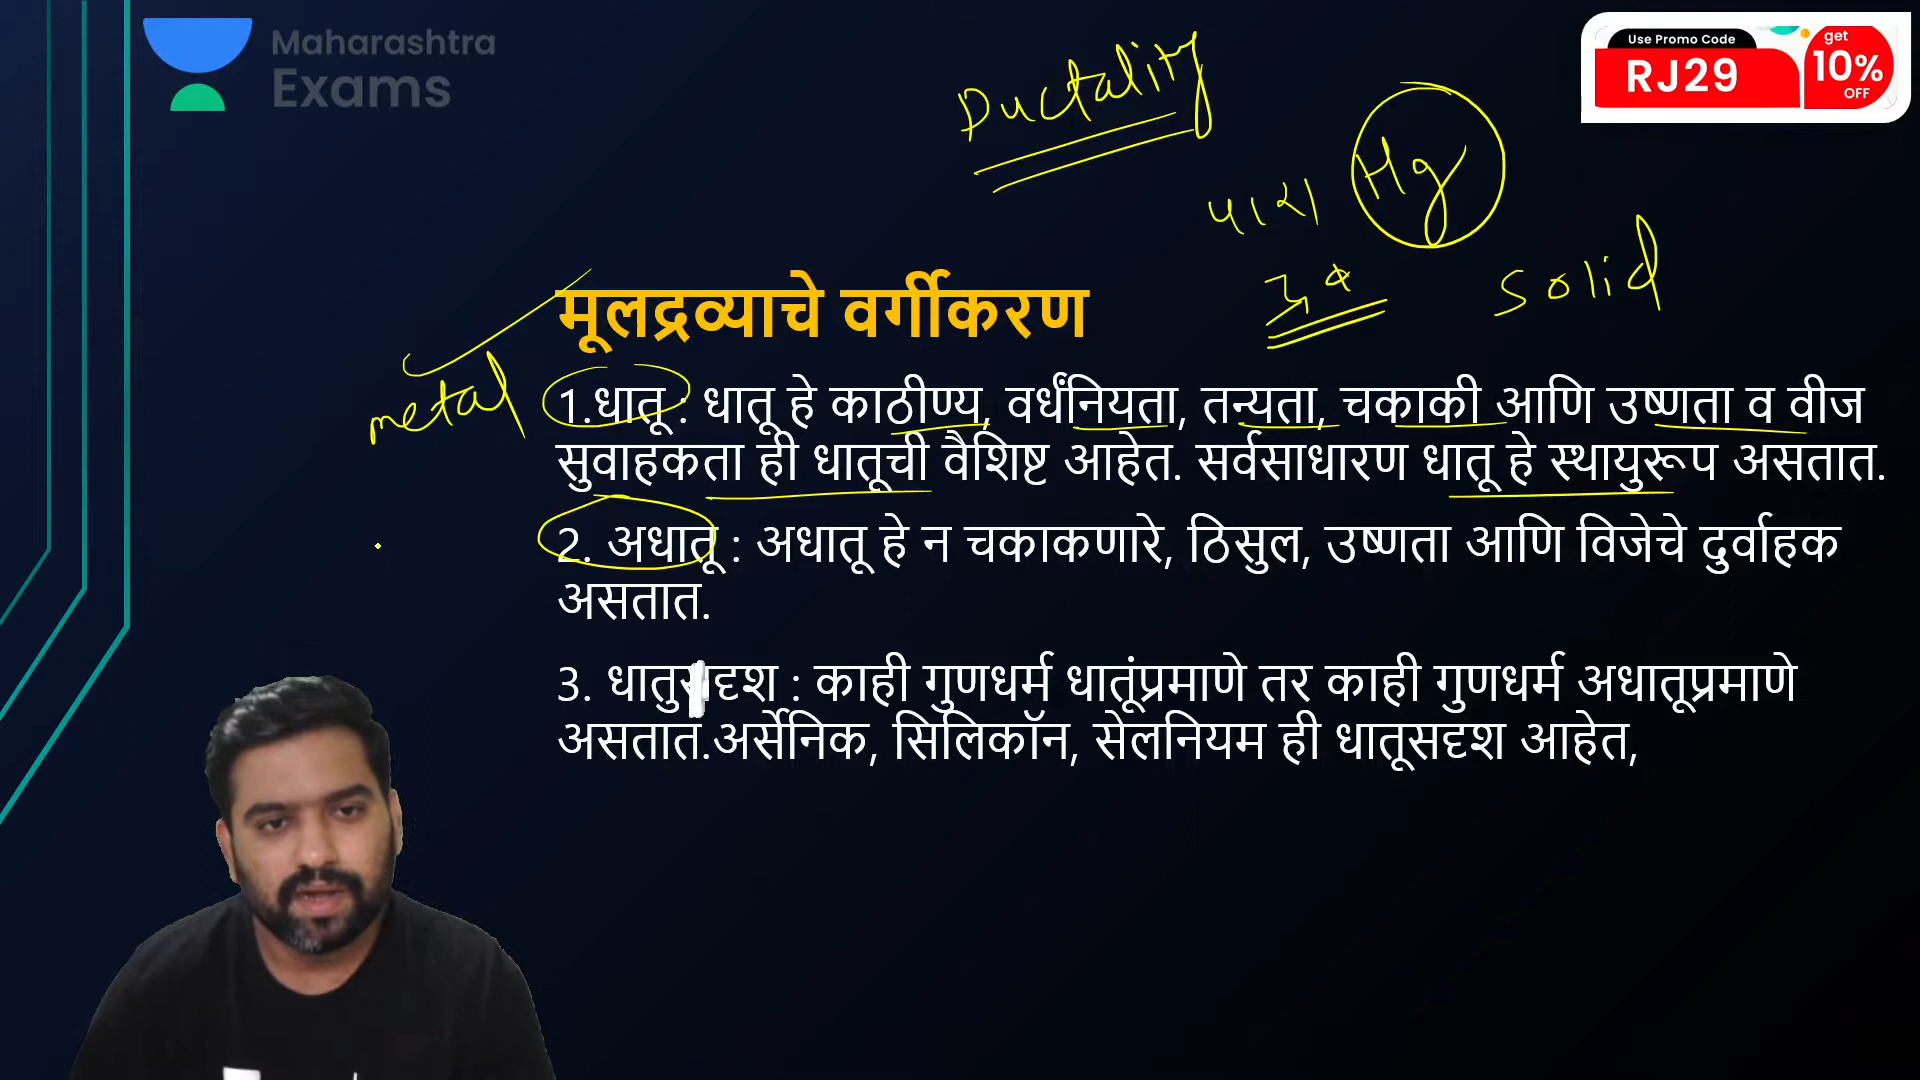 Maharashtra
Exams
Use Promo Code
RJ29
get
10%
OFF
Ductality
पारा Hg
द्रव
solid
मूलद्रव्याचे वर्गीकरण
metal
1.धातू : धातू हे काठीण्य, वर्धंनियता, तन्यता, चकाकी आणि उष्णता व वीज
सुवाहकता ही धातूची वैशिष्ट आहेत. सर्वसाधारण धातू हे स्थायुरूप असतात.
2. अधातू : अधातू हे न चकाकणारे, ठिसुल, उष्णता आणि विजेचे दुर्वाहक
असतात.
3. धातुसदृश : काही गुणधर्म धातूंप्रमाणे तर काही गुणधर्म अधातूप्रमाणे
असतात.अर्सेनिक, सिलिकॉन, सेलनियम ही धातूसदृश आहेत,